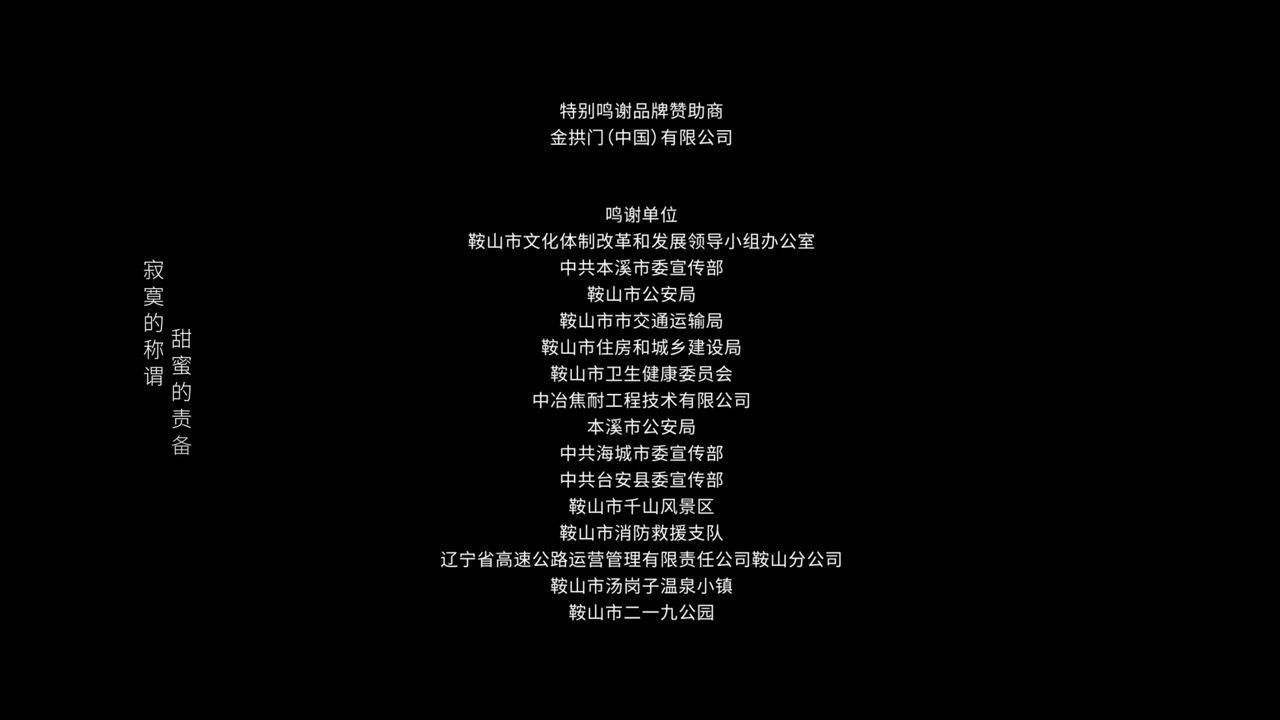 特别鸣谢品牌赞助商
金拱门(中国)有限公司
鸣谢单位
鞍山市文化体制改革和发展领导小组办公室
中共本溪市委宣传部
鞍山市公安局
鞍山市市交通运输局
鞍山市住房和城乡建设局
鞍山市卫生健康委员会
中冶焦耐工程技术有限公司
本溪市公安局
中共海城市委宣传部
中共台安县委宣传部
鞍山市千山风景区
鞍山市消防救援支队
辽宁省高速公路运营管理有限责任公司鞍山分公司
鞍山市汤岗子温泉小镇
鞍山市二一九公园
寂寞的称谓
甜蜜的责备